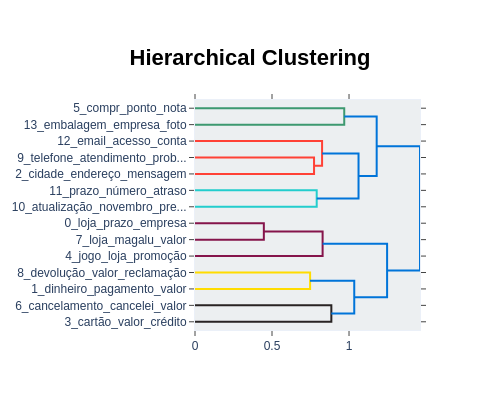 Hierarchical Clustering
5_compr_ponto_nota
13_embalagem_empresa_foto
12_email_acesso_conta
9_telefone_atendimento_prob...
2_cidade_endereço_mensagem
11_prazo_número_atraso
10_atualização_novembro_pre...
0_loja_prazo_empresa
7_loja_magalu_valor
4_jogo_loja_promoção
8_devolução_valor_reclamação
1_dinheiro_pagamento_valor
6_cancelamento_cancelei_valor
3_cartão_valor_crédito
0 0.5 1